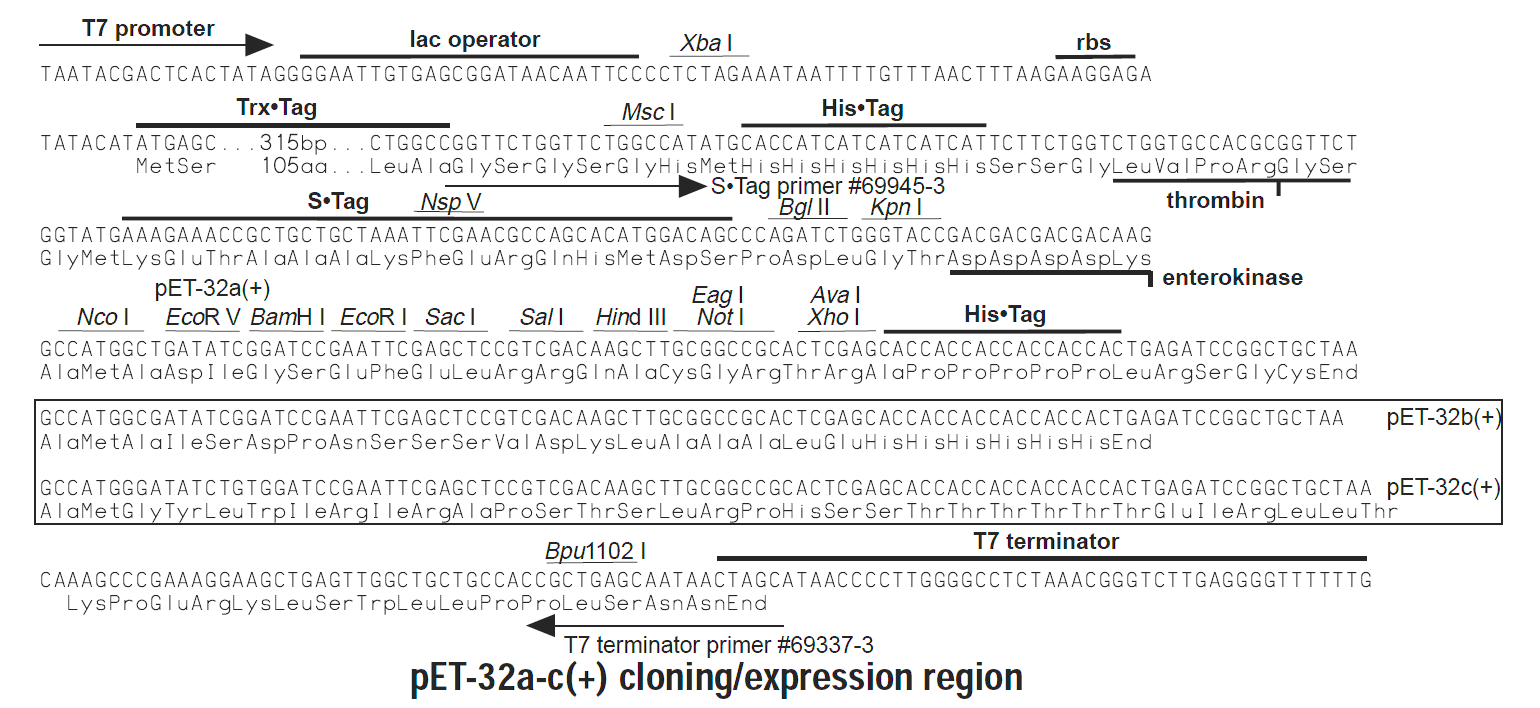 T7 promoter lac operator Xba I rbs
TAATACGACTCACTATAGGGGAATTGTGAGCGGATAACAATTCCCCTCTAGAAATAATTTTGTTTAACTTTAAGAAGGAGA
Trx•Tag Msc I His•Tag
TATACATATGAGC...315bp...CTGGCCGGTTCTGGTTCTGGCCATATGCACCATCATCATCATCATTCTTCTGGTCTGGTGCCACGCGGTTCT
MetSer 105aa...LeuAlaGlySerGlySerGlyHisMetHisHisHisHisHisHisSerSerGlyLeuValProArgGlySer
S•Tag primer #69945-3
thrombin
S•Tag Nsp V Bgl II Kpn I
GGTATGAAAGAAACCGCTGCTGCTAAATTCGAACGCCAGCACATGGACAGCCCAGATCTGGGTACCGACGACGACGACAAG
GlyMetLysGluThrAlaAlaAlaLysPheGluArgGlnHisMetAspSerProAspLeuGlyThrAspAspAspAspLys
enterokinase
pET-32a(+)
Eag I Ava I
Nco I EcoR V BamH I EcoR I Sac I Sal I Hind III Not I Xho I His•Tag
GCCATGGCTGATATCGGATCCGAATTCGAGCTCCGTCGACAAGCTTGCGGCCGCACTCGAGCACCACCACCACCACCACTGAGATCCGGCTGCTAA
AlaMetAlaAspIleGlySerGluPheGluLeuArgArgGlnAlaCysGlyArgThrArgAlaProProProProProLeuArgSerGlyCysEnd
GCCATGGCGATATCGGATCCGAATTCGAGCTCCGTCGACAAGCTTGCGGCCGCACTCGAGCACCACCACCACCACCACTGAGATCCGGCTGCTAA pET-32b(+)
AlaMetAlaIleSerAspProAsnSerSerSerValAspLysLeuAlaAlaAlaLeuGluHisHisHisHisHisHisEnd
GCCATGGGATATCTGTGGATCCGAATTCGAGCTCCGTCGACAAGCTTGCGGCCGCACTCGAGCACCACCACCACCACCACTGAGATCCGGCTGCTAA pET-32c(+)
AlaMetGlyTyrLeuTrpIleArgIleArgAlaProSerThrSerLeuArgProHisSerSerThrThrThrThrThrThrGluIleArgLeuLeuThr
Bpu1102 I T7 terminator
CAAAGCCCGAAAGGAAGCTGAGTTGGCTGCTGCCACCGCTGAGCAATAACTAGCATAACCCCTTGGGGCCTCTAAACGGGTCTTGAGGGGTTTTTTG
LysProGluArgLysLeuSerTrpLeuLeuProProLeuSerAsnAsnEnd
T7 terminator primer #69337-3
pET-32a-c(+) cloning/expression region